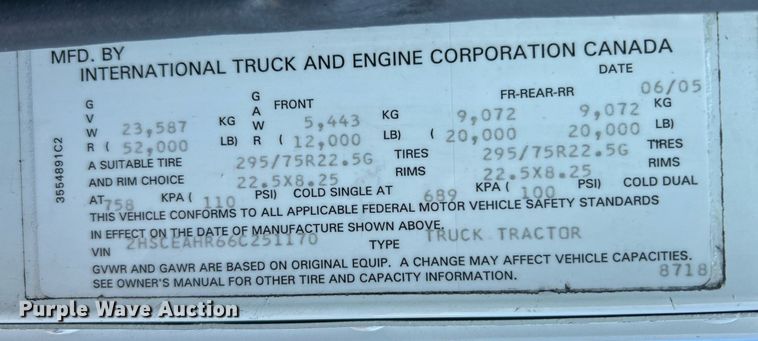 MFD. BY
INTERNATIONAL TRUCK AND ENGINE CORPORATION CANADA
DATE 06/05
GVWR 23,587 KG GAWR FRONT 5,443 KG FR-REAR-RR 9,072 9,072 KG
( 52,000 LB) ( 12,000 LB) ( 20,000 20,000 LB)
A SUITABLE TIRE 295/75R22.5G TIRES 295/75R22.5G TIRES
AND RIM CHOICE 22.5X8.25 RIMS 22.5X8.25 RIMS
AT 758 KPA ( 110 PSI) COLD SINGLE AT 689 KPA ( 100 PSI) COLD DUAL
THIS VEHICLE CONFORMS TO ALL APPLICABLE FEDERAL MOTOR VEHICLE SAFETY STANDARDS
IN EFFECT ON THE DATE OF MANUFACTURE SHOWN ABOVE.
VIN 2HSCEAHR66C251170 TYPE TRUCK TRACTOR
GVWR AND GAWR ARE BASED ON ORIGINAL EQUIP. A CHANGE MAY AFFECT VEHICLE CAPACITIES.
SEE OWNER'S MANUAL FOR OTHER TIRE AND CAPACITY INFORMATION. 8718
3554891C2
Purple Wave Auction